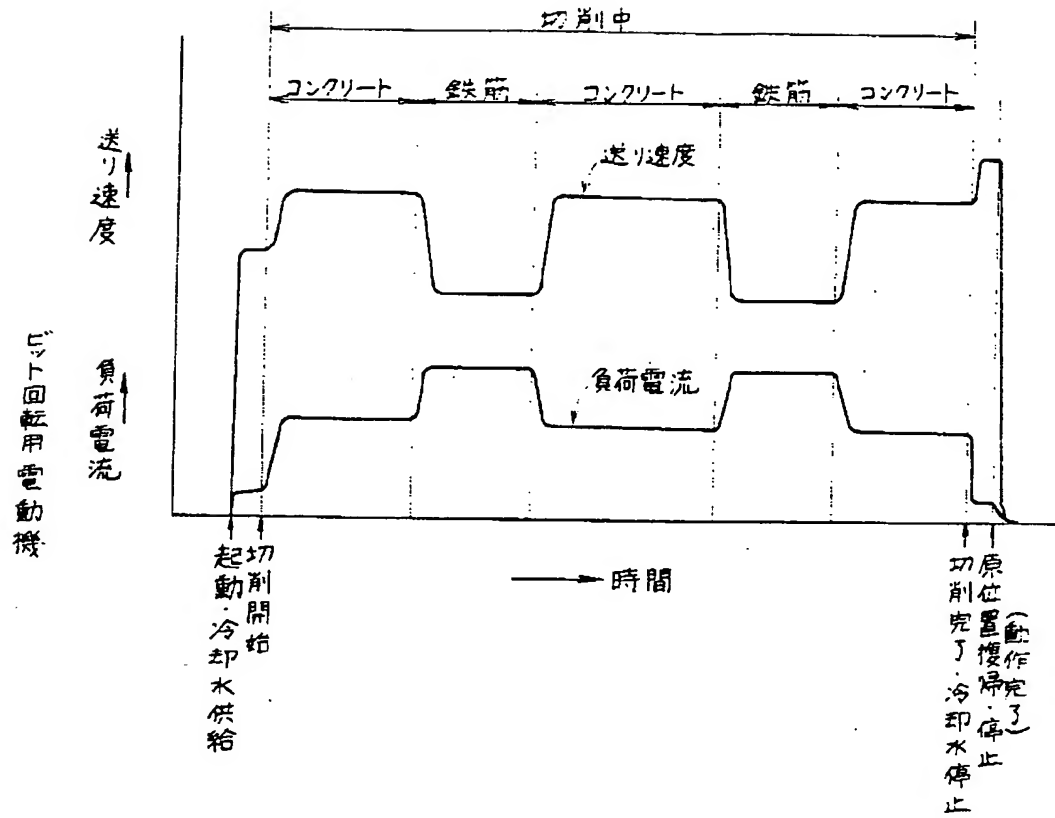 切削中
コンクリート
鉄筋
コンクリート
鉄筋
コンクリート
送り速度
送り速度
ビット回転用電動機
負荷電流
負荷電流
時間
起動・冷却水供給
切削開始
切削完了・冷却水停止
原位置復帰・停止
(動作完了)